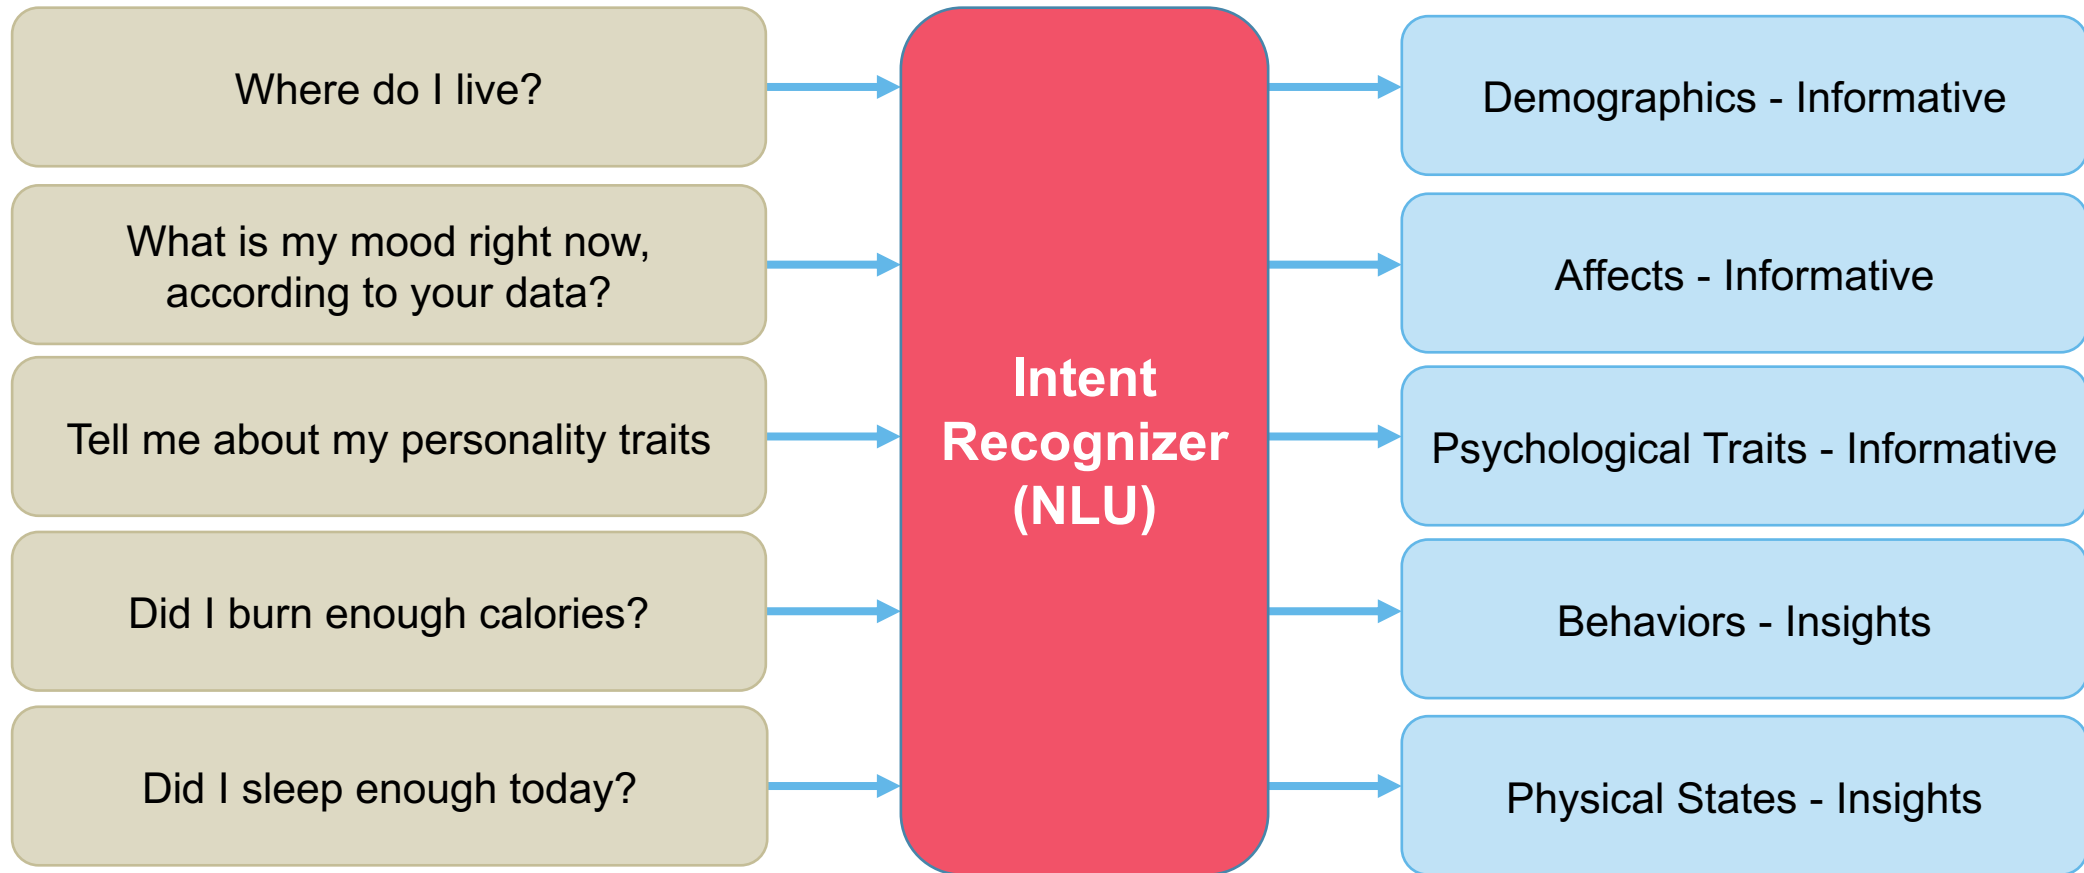 Where do I live?
What is my mood right now,
according to your data?
Tell me about my personality traits
Did I burn enough calories?
Did I sleep enough today?
Intent
Recognizer
(NLU)
Demographics - Informative
Affects - Informative
Psychological Traits - Informative
Behaviors - Insights
Physical States - Insights